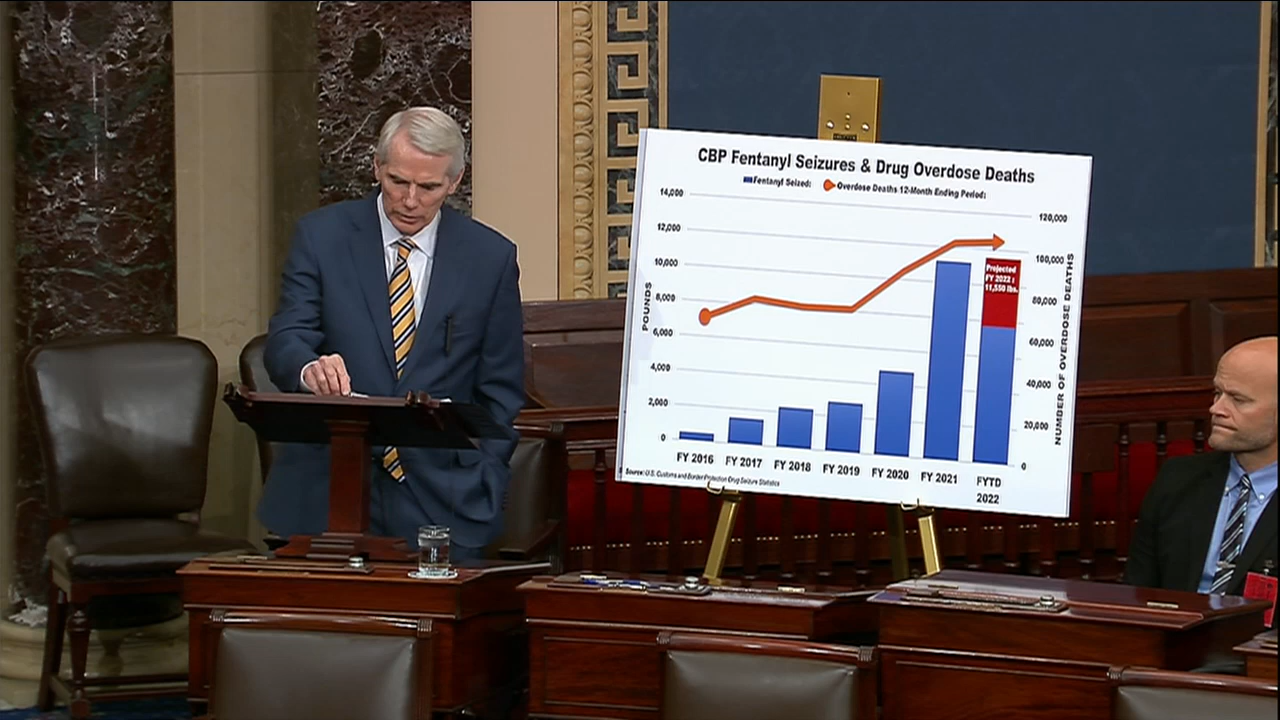 CBP Fentanyl Seizures & Drug Overdose Deaths
Fentanyl Seized: Overdose Deaths 12-Month Ending Period:
14,000
12,000
10,000
8,000
6,000
4,000
2,000
0
POUNDS
120,000
100,000
80,000
60,000
40,000
20,000
0
NUMBER OF OVERDOSE DEATHS
Projected
FY 2022 :
11,550 lbs.
FY 2016 FY 2017 FY 2018 FY 2019 FY 2020 FY 2021 FYTD
2022
Source: U.S. Customs and Border Protection Drug Seizure Statistics